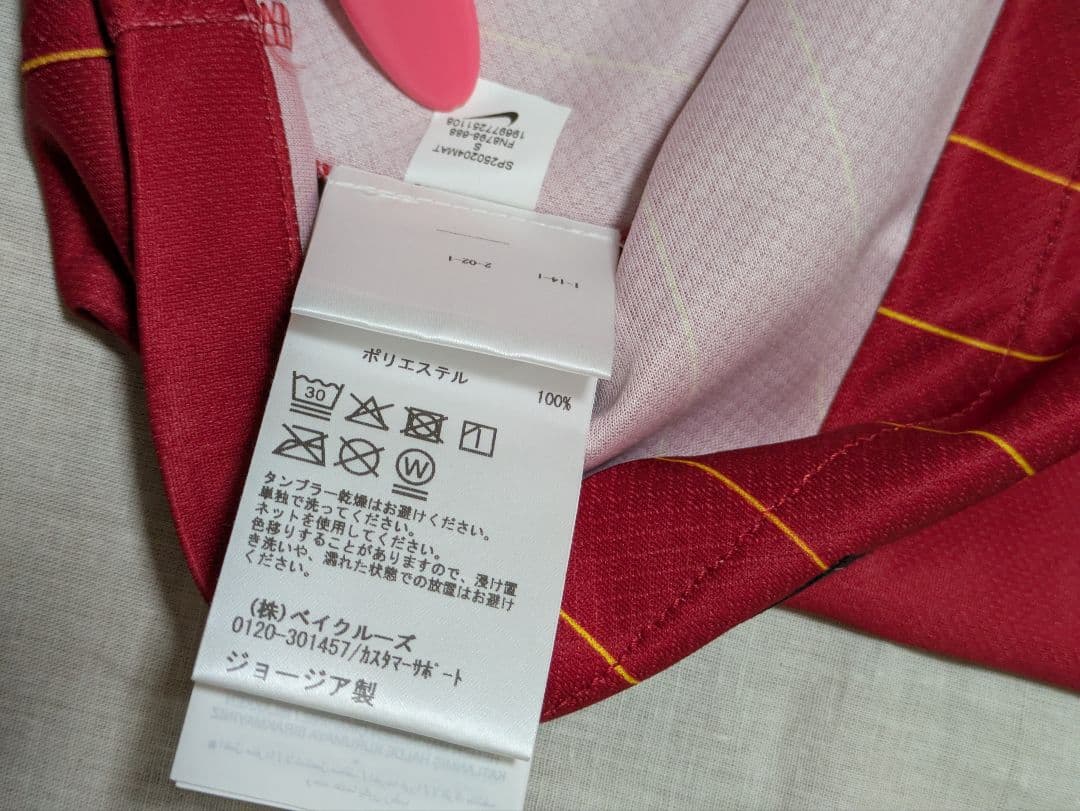 SP250204MAT
S
FN8798-688
196977251108
1-14-1
2-02-1
ポリエステル
100%
30
W
タンブラー乾燥はお避けください。
単独で洗ってください。
ネットを使用してください。
色移りすることがありますので、浸け置
き洗いや、濡れた状態での放置はお避け
ください。
(株)ベイクルーズ
0120-301457/ｶｽﾀﾏｰｻﾎﾟｰﾄ
ジョージア製